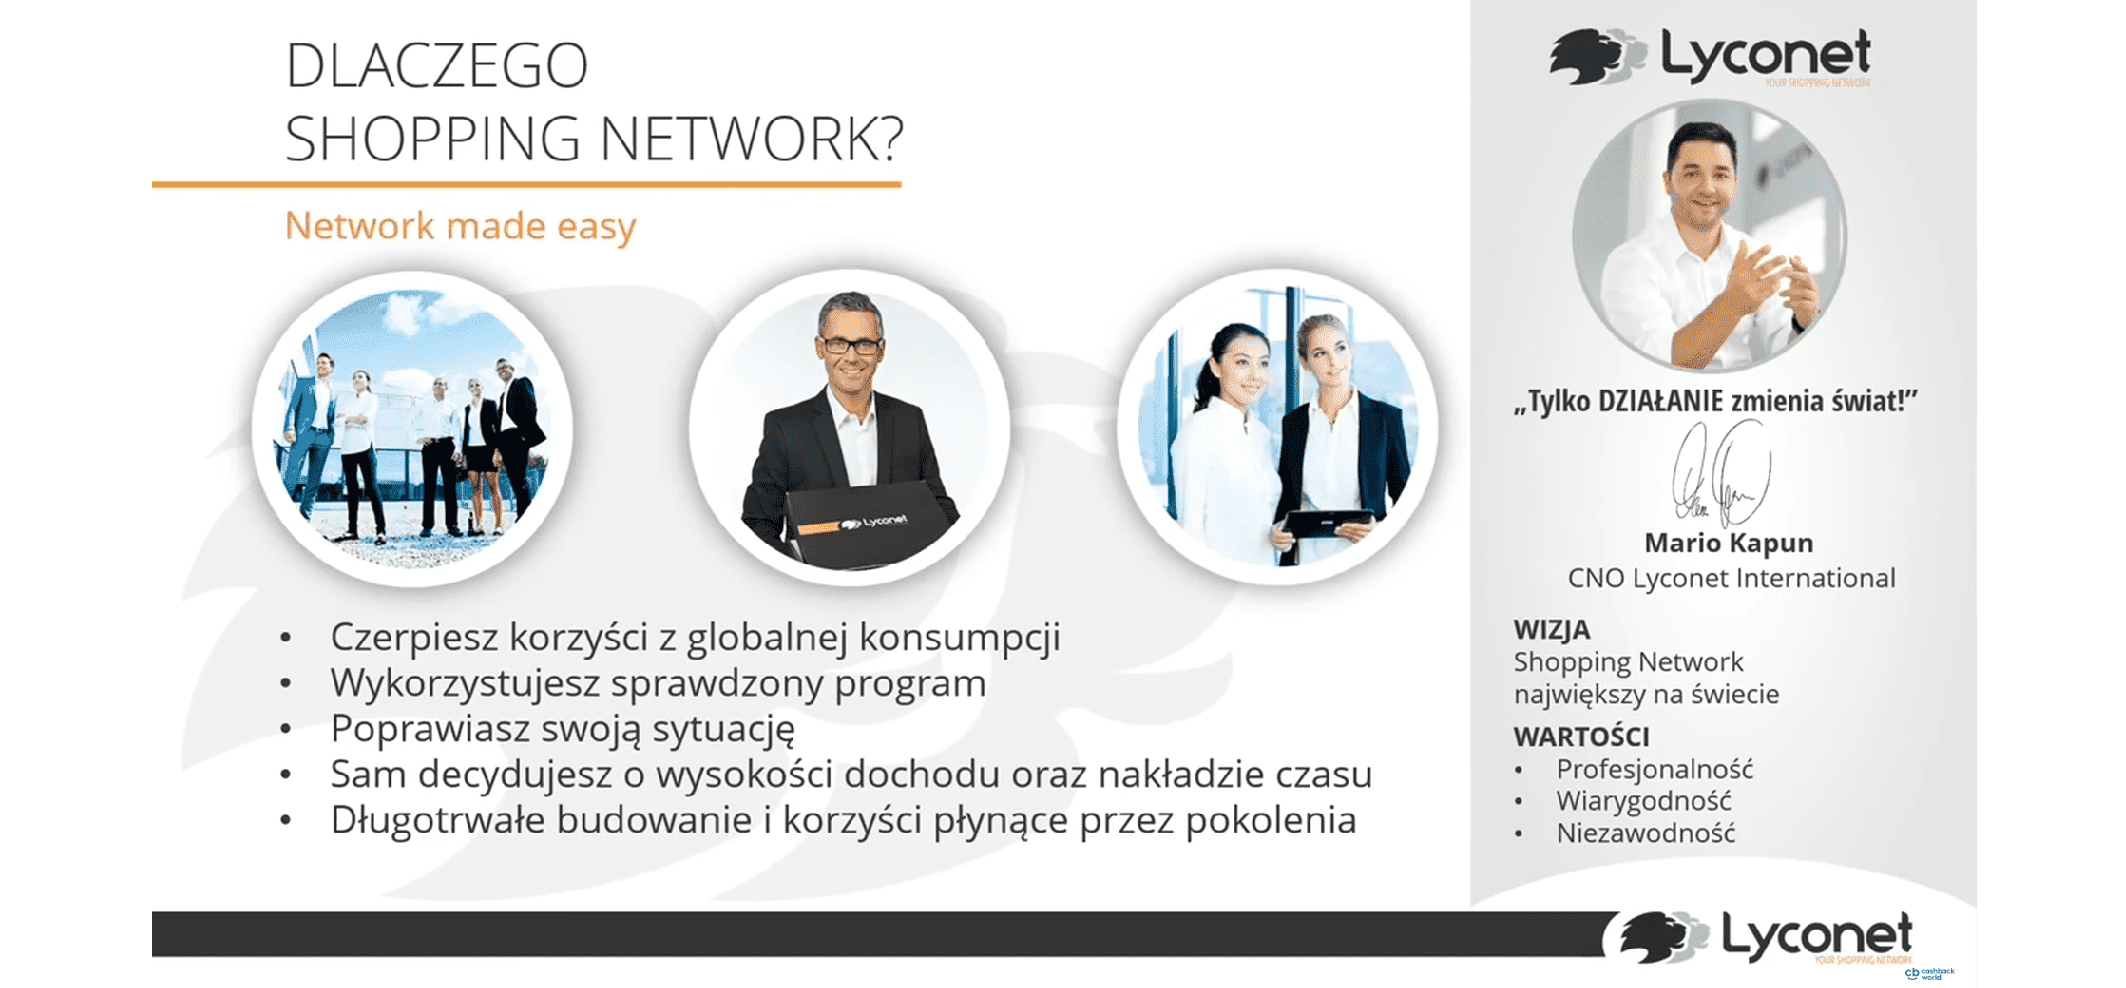 DLACZEGO
SHOPPING NETWORK?
Network made easy
Lyconet
• Czerpiesz korzyści z globalnej konsumpcji
• Wykorzystujesz sprawdzony program
• Poprawiasz swoją sytuację
• Sam decydujesz o wysokości dochodu oraz nakładzie czasu
• Długotrwałe budowanie i korzyści płynące przez pokolenia
Lyconet
YOUR SHOPPING NETWORK
„Tylko DZIAŁANIE zmienia świat!”
Mario Kapun
CNO Lyconet International
WIZJA
Shopping Network
największy na świecie
WARTOŚCI
• Profesjonalność
• Wiarygodność
• Niezawodność
Lyconet
YOUR SHOPPING NETWORK
cb cashback
world